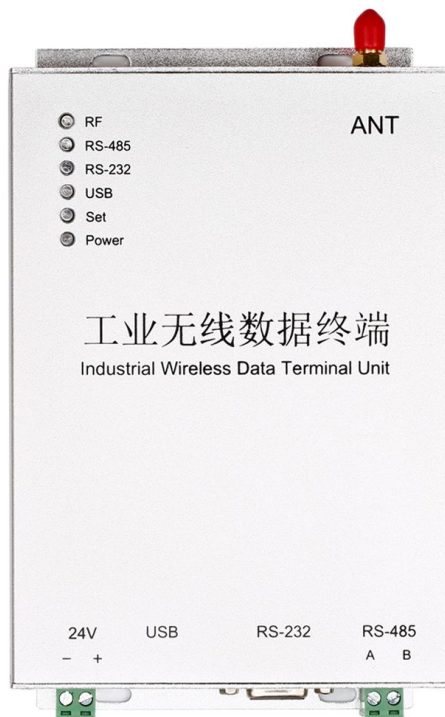 RF
ANT
RS-485
RS-232
USB
Set
Power
工业无线数据终端
Industrial Wireless Data Terminal Unit
24V USB RS-232 RS-485
− + A B